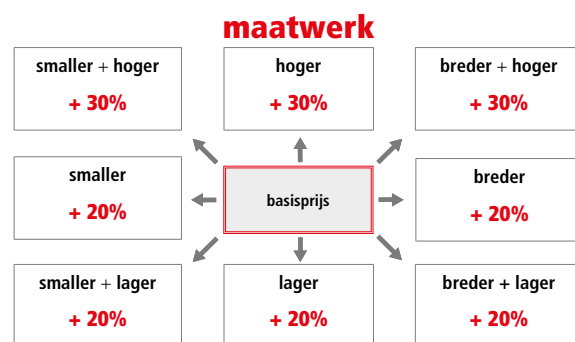 maatwerk
smaller + hoger
+ 30%
hoger
+ 30%
breder + hoger
+ 30%
smaller
+ 20%
basisprijs
breder
+ 20%
smaller + lager
+ 20%
lager
+ 20%
breder + lager
+ 20%